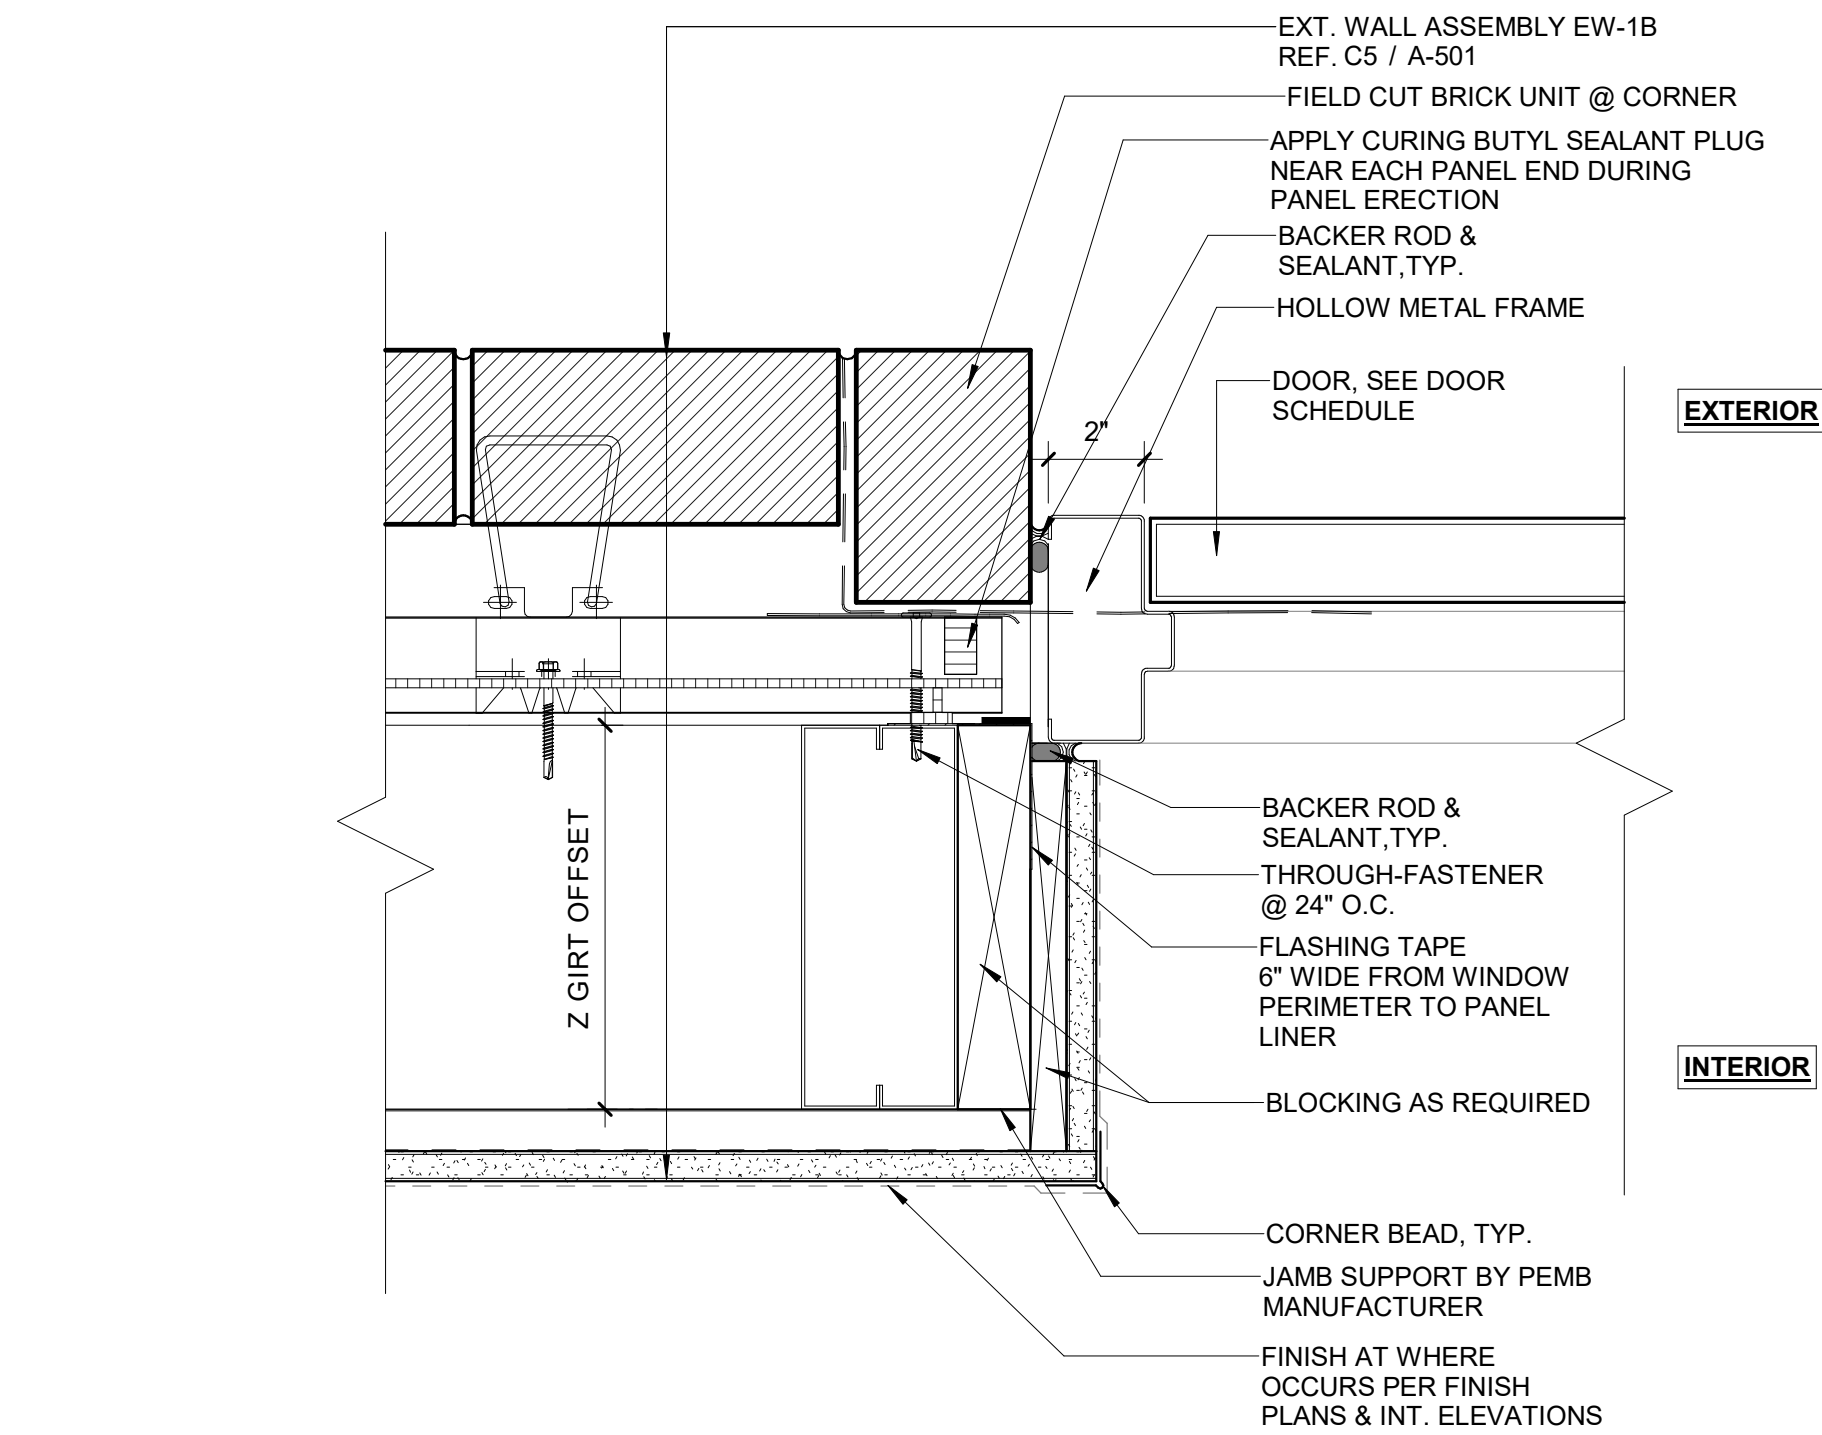 EXT. WALL ASSEMBLY EW-1B
REF. C5 / A-501
FIELD CUT BRICK UNIT @ CORNER
APPLY CURING BUTYL SEALANT PLUG
NEAR EACH PANEL END DURING
PANEL ERECTION
BACKER ROD &
SEALANT,TYP.
HOLLOW METAL FRAME
DOOR, SEE DOOR
SCHEDULE
EXTERIOR
2"
BACKER ROD &
SEALANT,TYP.
THROUGH-FASTENER
@ 24" O.C.
Z GIRT OFFSET
FLASHING TAPE
6" WIDE FROM WINDOW
PERIMETER TO PANEL
LINER
INTERIOR
BLOCKING AS REQUIRED
CORNER BEAD, TYP.
JAMB SUPPORT BY PEMB
MANUFACTURER
FINISH AT WHERE
OCCURS PER FINISH
PLANS & INT. ELEVATIONS